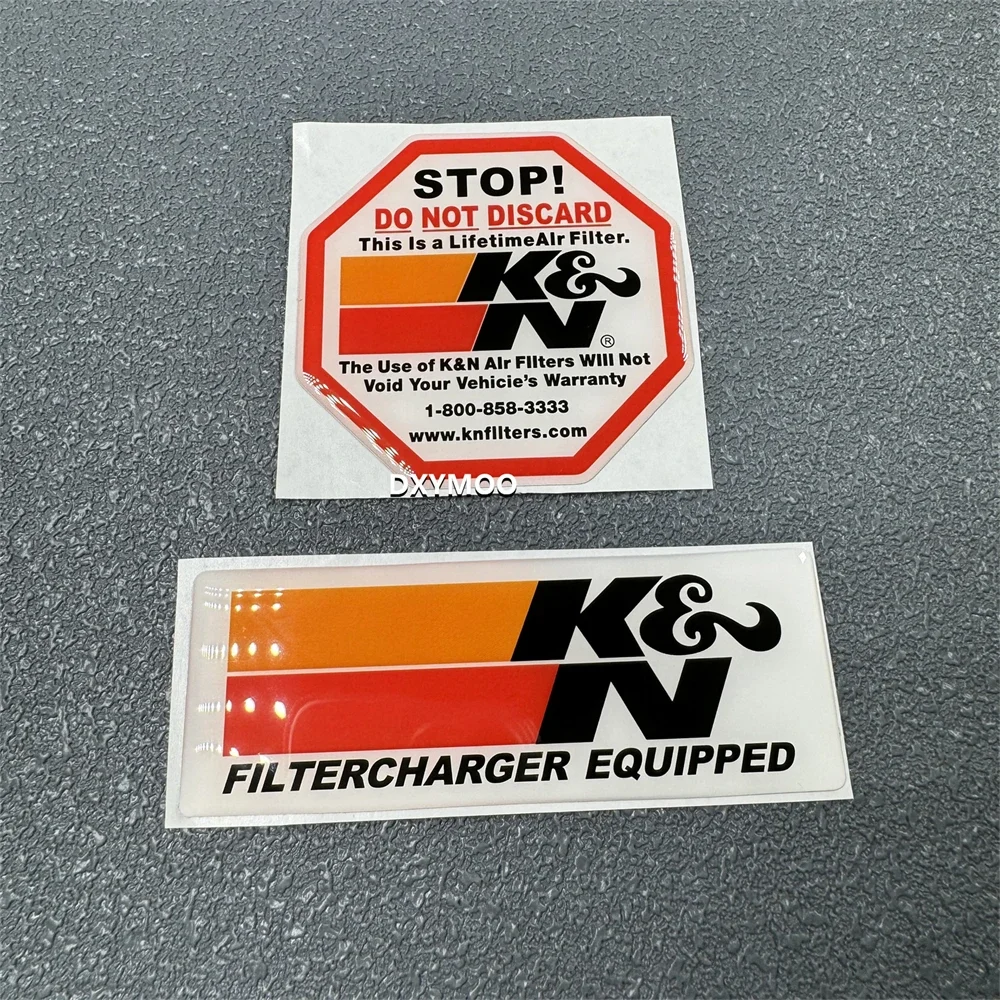 STOP!
DO NOT DISCARD
This Is a LifetimeAIr Filter.
K&
N®
The Use of K&N AIr FIlters WIll Not
Void Your Vehicie's Warranty
1-800-858-3333
www.knfIlters.com
DXYMOO
K&
N
FILTERCHARGER EQUIPPED